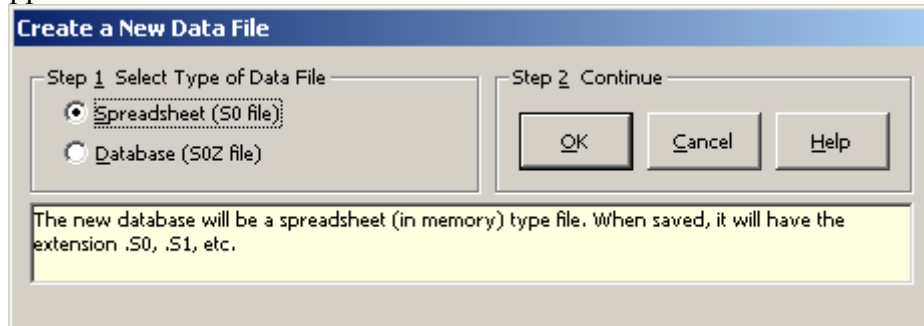 Create a New Data File
Step 1 Select Type of Data File
Spreadsheet (S0 file)
Database (S0Z file)
Step 2 Continue
OK
Cancel
Help
The new database will be a spreadsheet (in memory) type file. When saved, it will have the
extension .S0, .S1, etc.